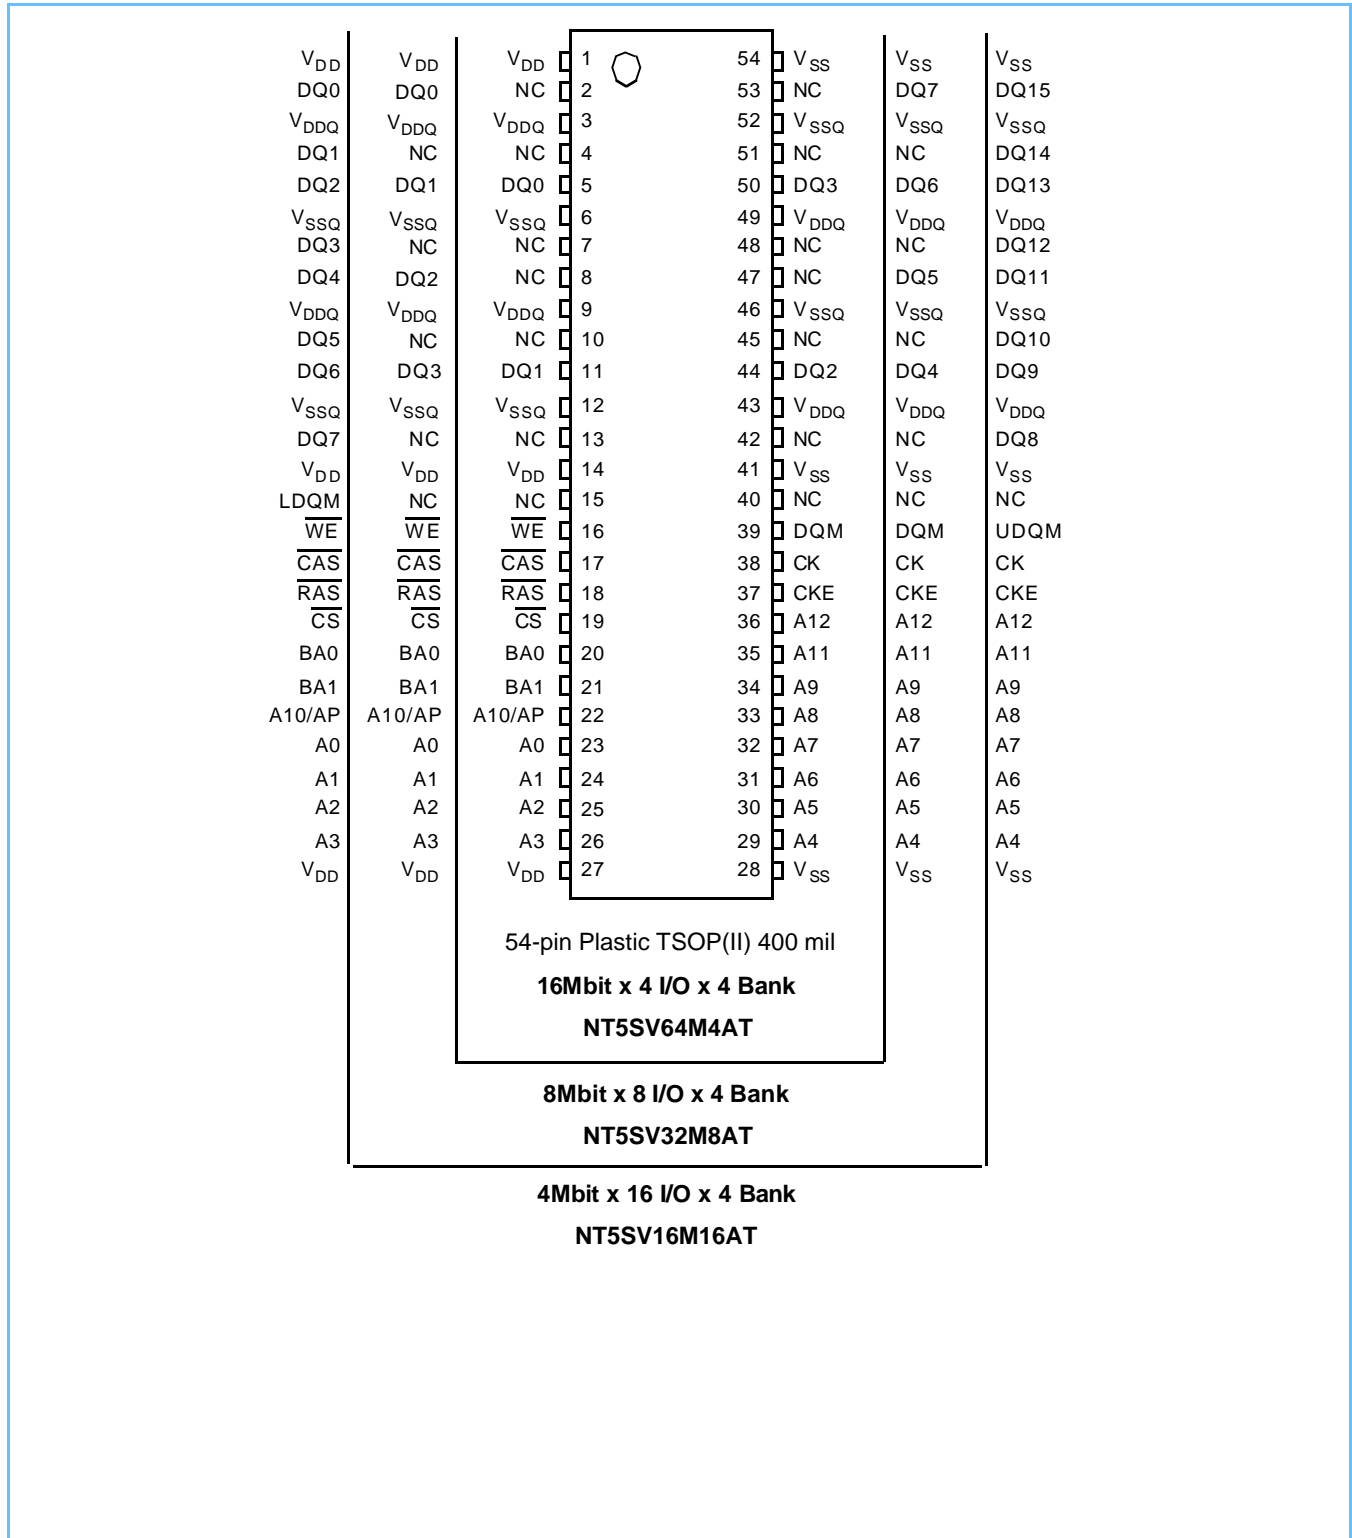 VDD VDD VDD 1 54 VSS VSS VSS
DQ0 DQ0 NC 2 53 NC DQ7 DQ15
VDDQ VDDQ VDDQ 3 52 VSSQ VSSQ VSSQ
DQ1 NC NC 4 51 NC NC DQ14
DQ2 DQ1 DQ0 5 50 DQ3 DQ6 DQ13
VSSQ VSSQ VSSQ 6 49 VDDQ VDDQ VDDQ
DQ3 NC NC 7 48 NC NC DQ12
DQ4 DQ2 NC 8 47 NC DQ5 DQ11
VDDQ VDDQ VDDQ 9 46 VSSQ VSSQ VSSQ
DQ5 NC NC 10 45 NC NC DQ10
DQ6 DQ3 DQ1 11 44 DQ2 DQ4 DQ9
VSSQ VSSQ VSSQ 12 43 VDDQ VDDQ VDDQ
DQ7 NC NC 13 42 NC NC DQ8
VDD VDD VDD 14 41 VSS VSS VSS
LDQM NC NC 15 40 NC NC NC
WE WE WE 16 39 DQM DQM UDQM
CAS CAS CAS 17 38 CK CK CK
RAS RAS RAS 18 37 CKE CKE CKE
CS CS CS 19 36 A12 A12 A12
BA0 BA0 BA0 20 35 A11 A11 A11
BA1 BA1 BA1 21 34 A9 A9 A9
A10/AP A10/AP A10/AP 22 33 A8 A8 A8
A0 A0 A0 23 32 A7 A7 A7
A1 A1 A1 24 31 A6 A6 A6
A2 A2 A2 25 30 A5 A5 A5
A3 A3 A3 26 29 A4 A4 A4
VDD VDD VDD 27 28 VSS VSS VSS
54-pin Plastic TSOP(II) 400 mil
16Mbit x 4 I/O x 4 Bank
NT5SV64M4AT
8Mbit x 8 I/O x 4 Bank
NT5SV32M8AT
4Mbit x 16 I/O x 4 Bank
NT5SV16M16AT